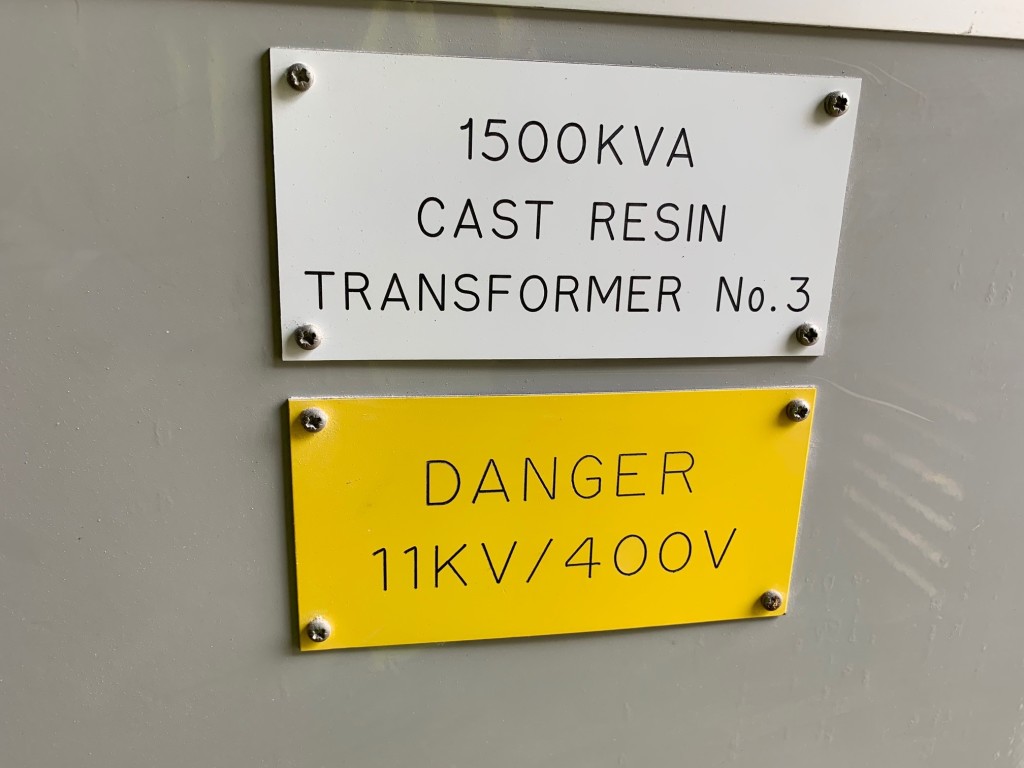 1500KVA
CAST RESIN
TRANSFORMER No.3
DANGER
11KV/400V